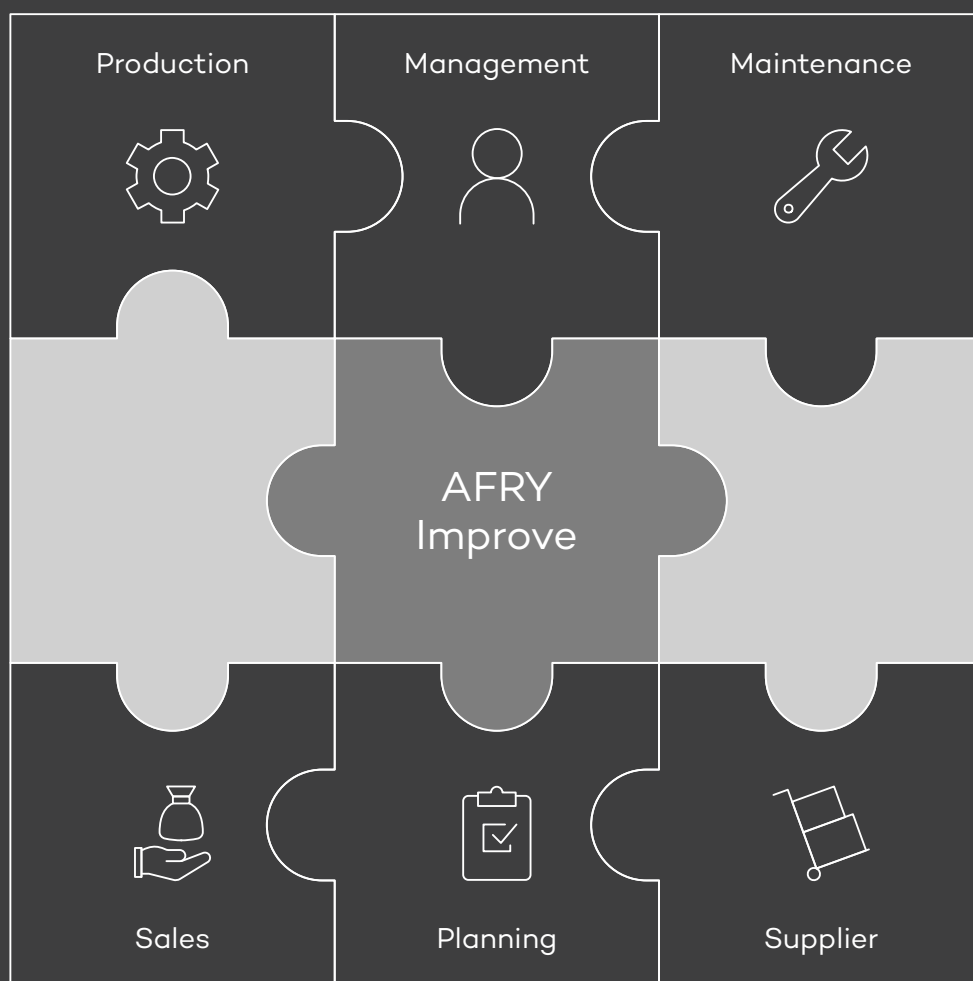 Production
Management
Maintenance
AFRY
Improve
Sales
Planning
Supplier